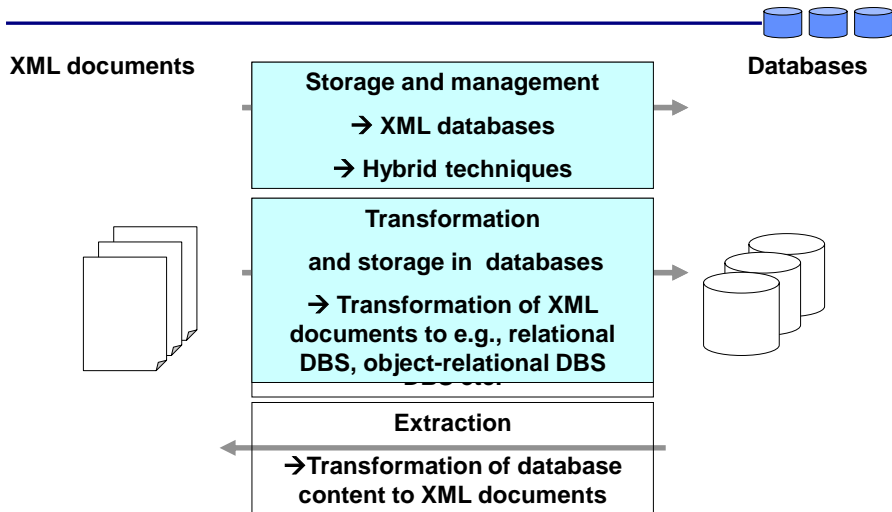 XML documents
Databases
Storage and management
→ XML databases
→ Hybrid techniques
Transformation
and storage in databases
→ Transformation of XML
documents to e.g., relational
DBS, object-relational DBS
Extraction
→Transformation of database
content to XML documents